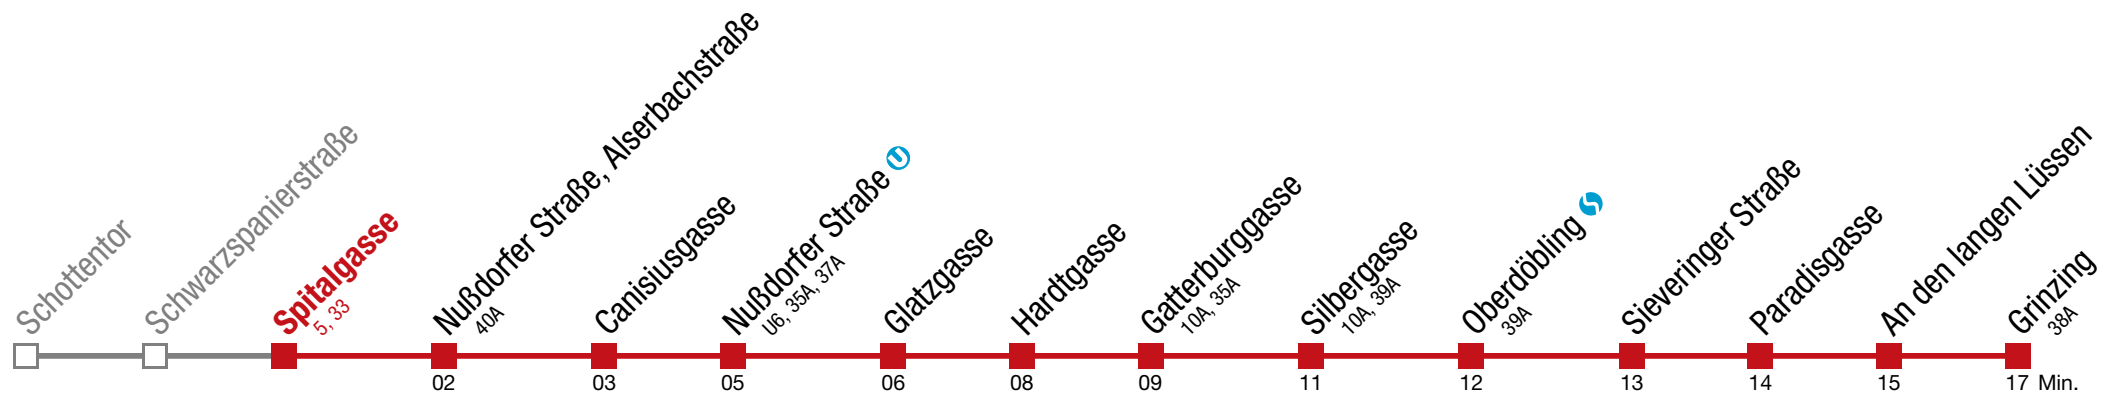 Schottentor
Schwarzspanierstraße
Spitalgasse
5, 33
Nußdorfer Straße, Alserbachstraße
40A
Canisiusgasse
Nußdorfer Straße U
U6, 35A, 37A
Glatzgasse
Hardtgasse
Gatterburggasse
10A, 35A
Silbergasse
10A, 39A
Oberdöbling
39A
Sieveringer Straße
Paradisgasse
An den langen Lüssen
Grinzing
38A
02 03 05 06 08 09 11 12 13 14 15 17 Min.